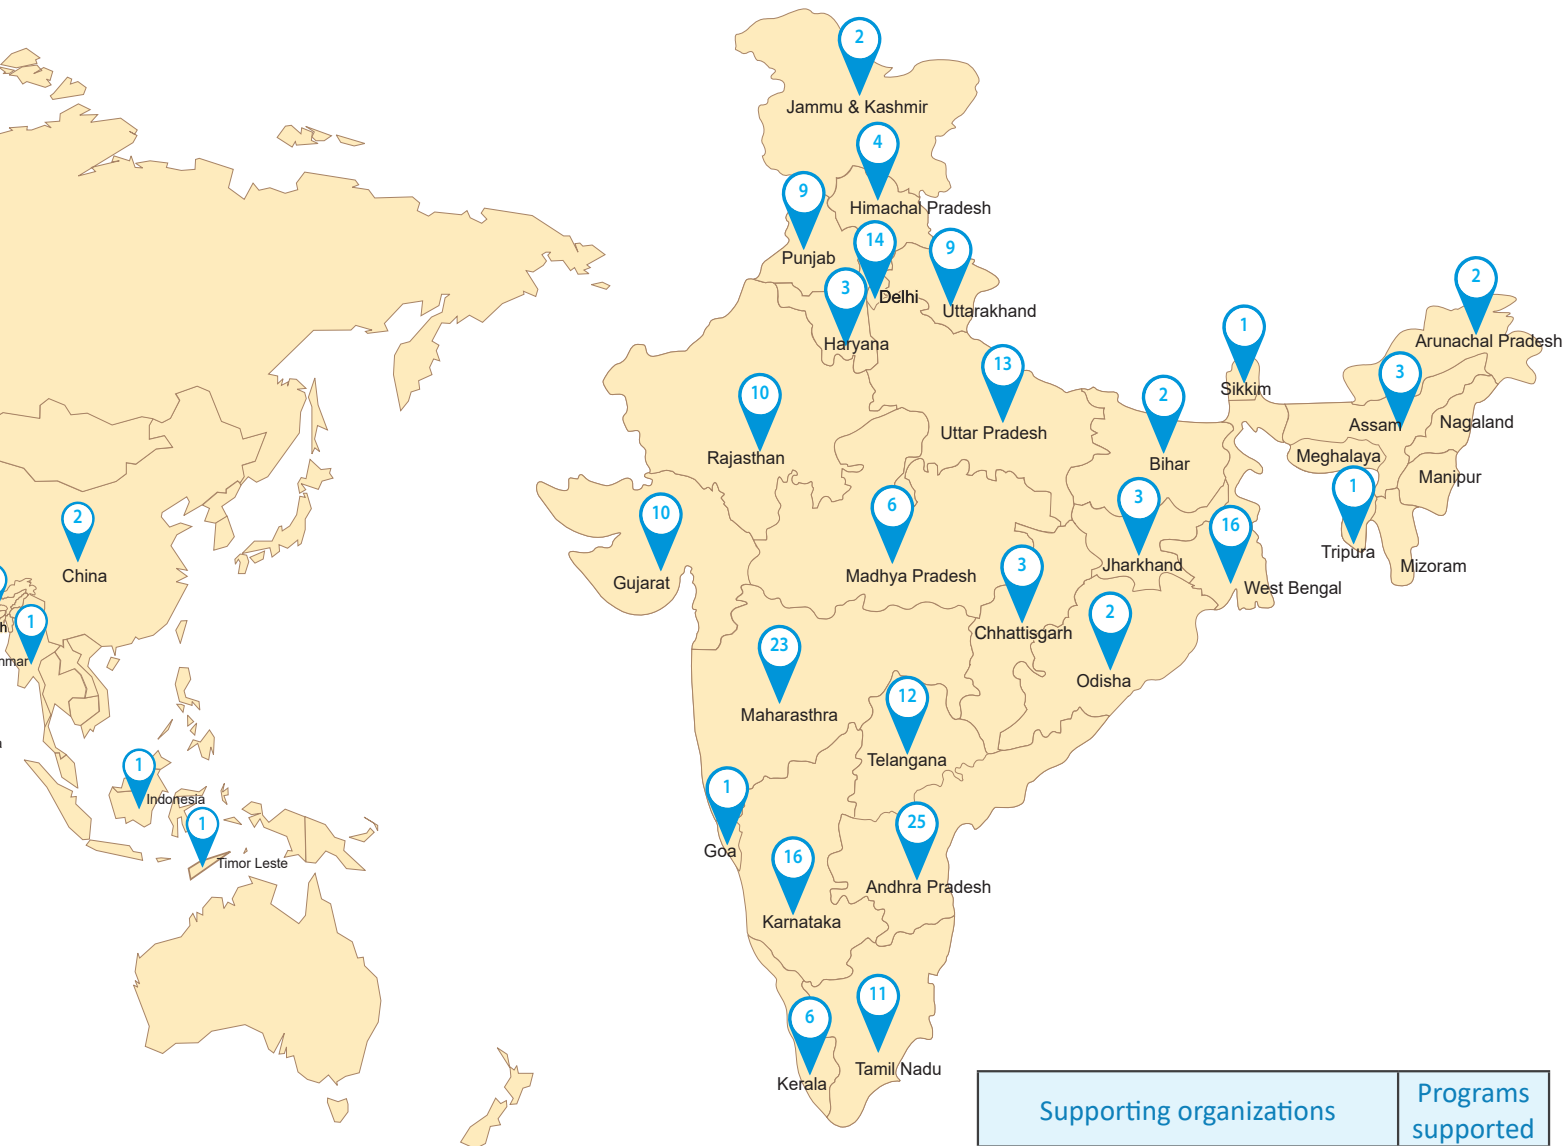 2
Jammu & Kashmir
4
Himachal Pradesh
9
Punjab
14
Delhi
9
Uttarakhand
3
Haryana
2
Arunachal Pradesh
1
Sikkim
3
Assam
Nagaland
13
Uttar Pradesh
10
Rajasthan
2
Bihar
Meghalaya
Manipur
1
Tripura
Mizoram
10
Gujarat
6
Madhya Pradesh
3
Jharkhand
16
West Bengal
3
Chhattisgarh
2
Odisha
23
Maharasthra
12
Telangana
1
Goa
25
Andhra Pradesh
16
Karnataka
11
Tamil Nadu
6
Kerala
2
China
h
1
nmar
1
Indonesia
1
Timor Leste
Supporting organizations
Programs
supported